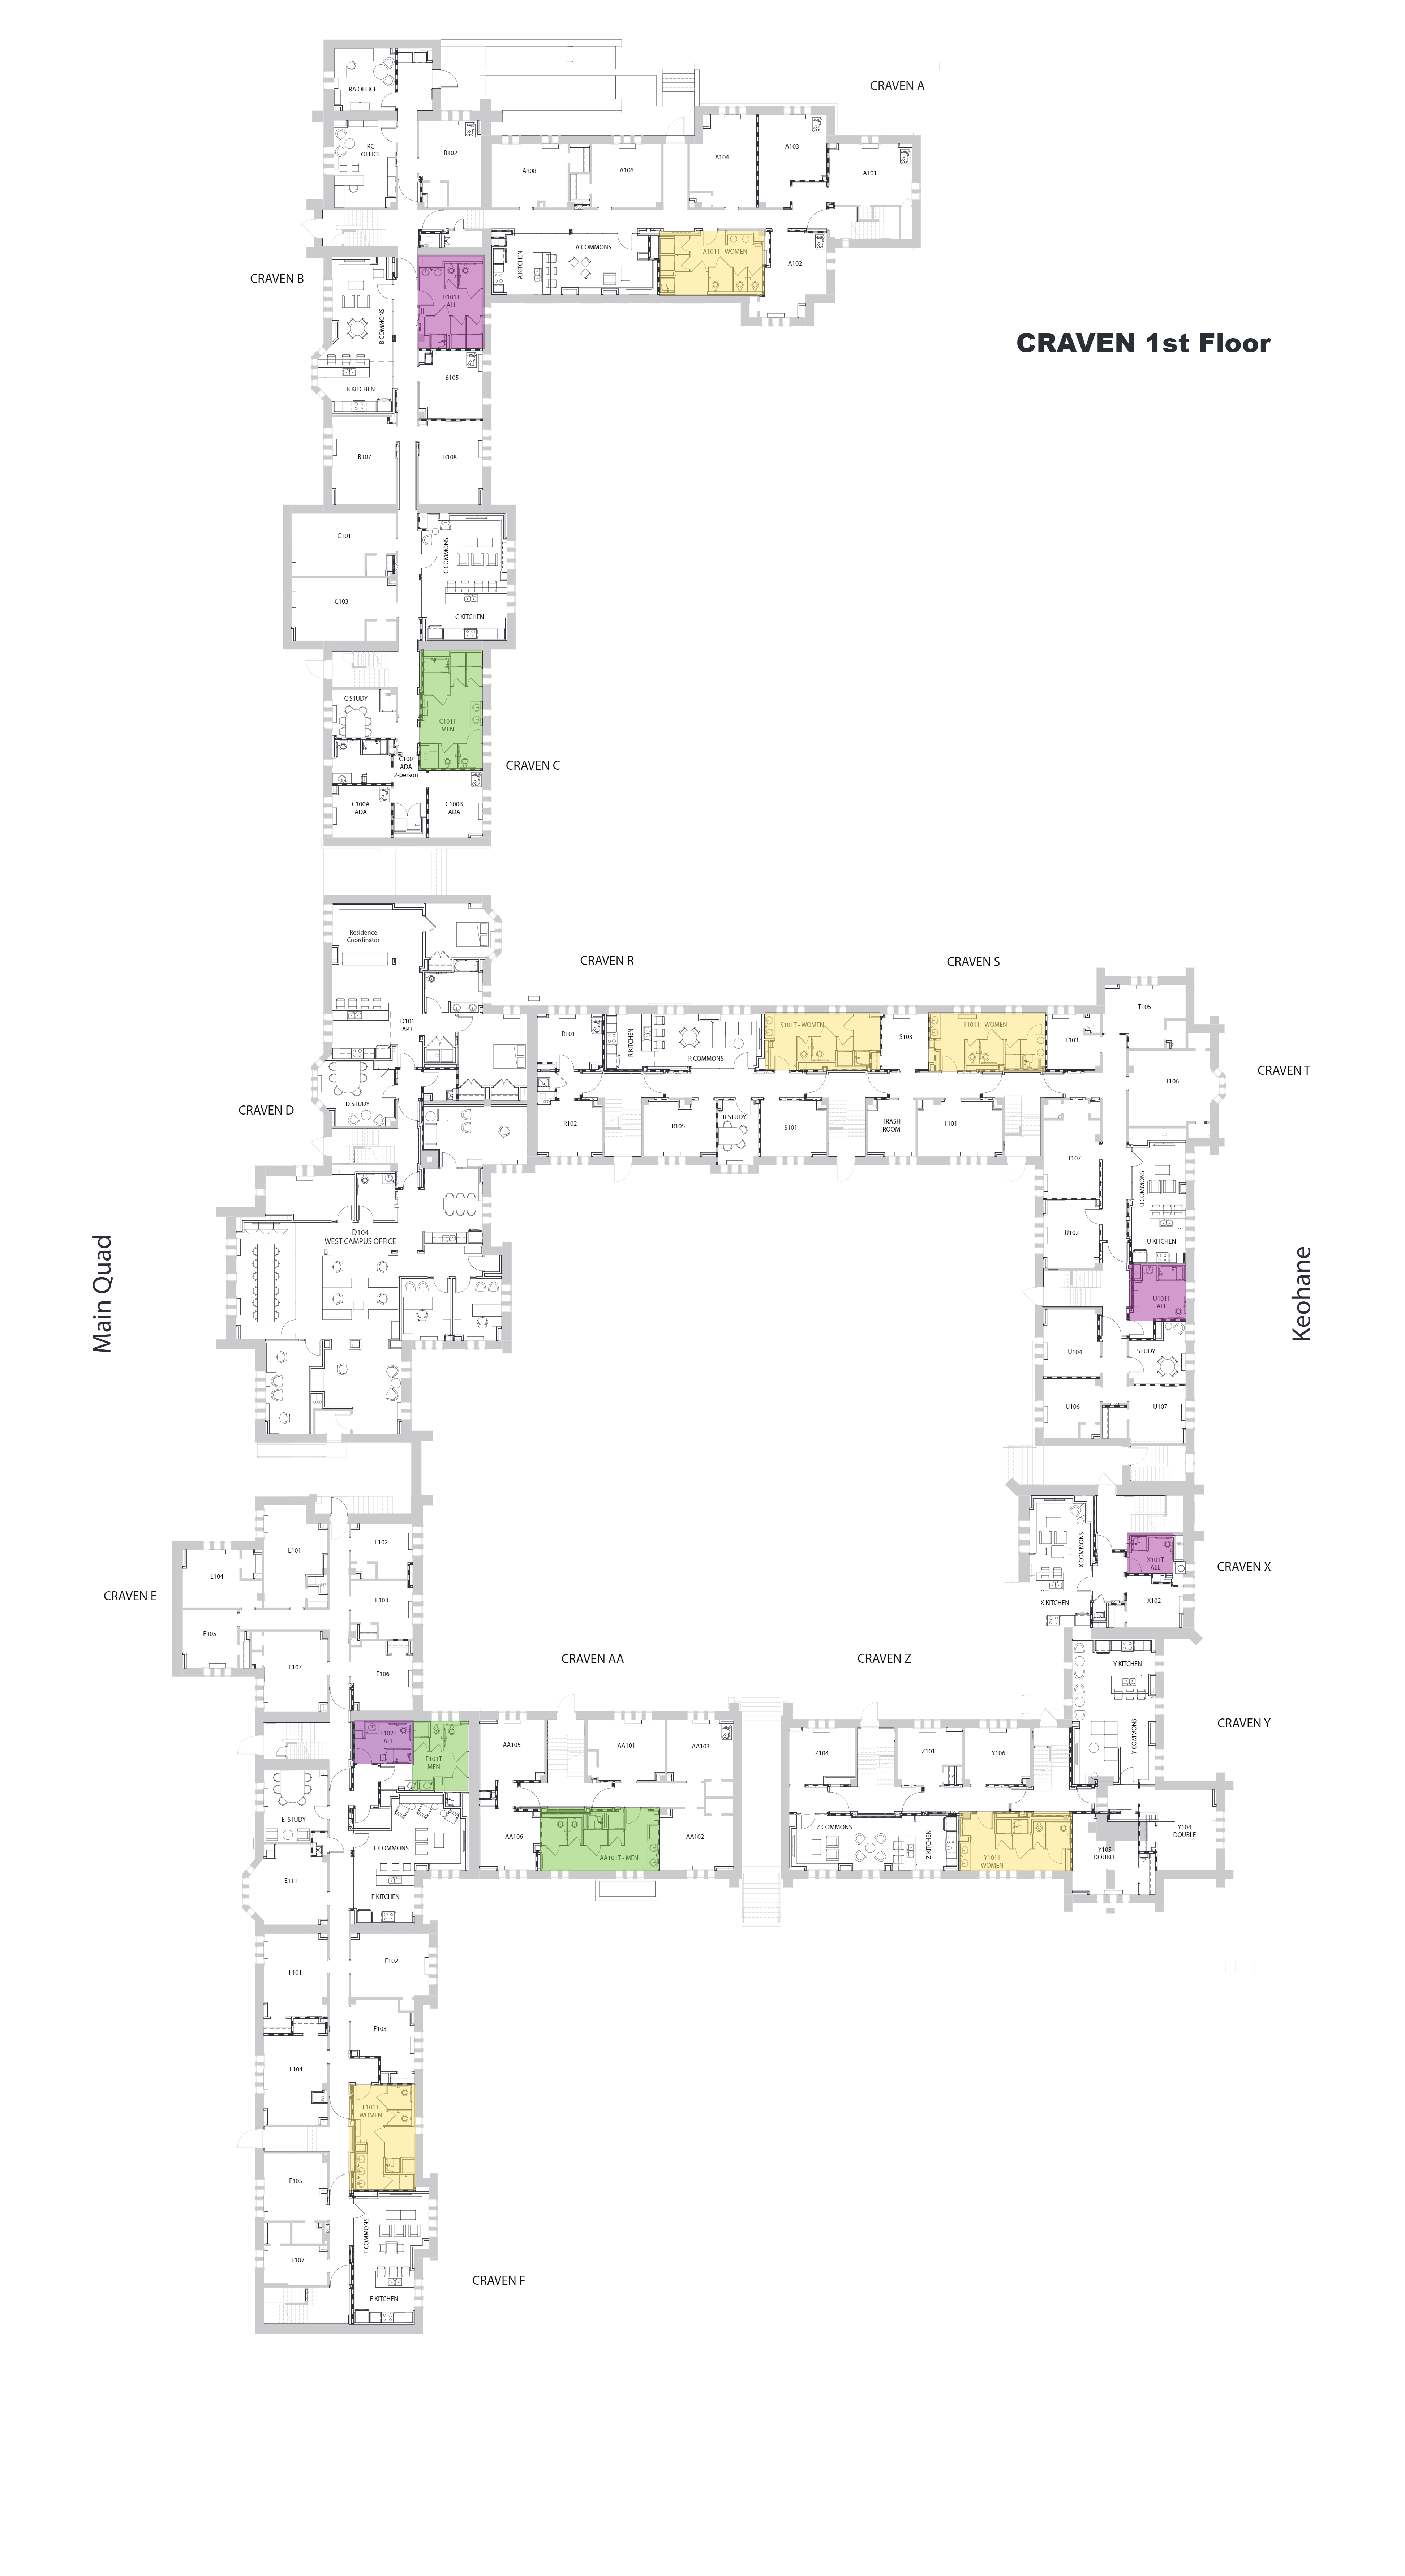 CRAVEN A
RA OFFICE
RC
OFFICE
B102
A108
A106
A104
A103
A101
A KITCHEN
A COMMONS
A101T - WOMEN
A102
CRAVEN B
B101T
ALL
B COMMONS
B KITCHEN
B105
CRAVEN 1st Floor
B107
B108
C101
C COMMONS
C103
C KITCHEN
C STUDY
C101T
MEN
C100
ADA
2-person
CRAVEN C
C100A
ADA
C100B
ADA
Residence
Coordinator
D101
APT
D STUDY
CRAVEN D
CRAVEN R
CRAVEN S
R101
R KITCHEN
R COMMONS
S101T - WOMEN
S103
T101T - WOMEN
T103
T105
T106
CRAVEN T
R102
R105
R STUDY
S101
TRASH
ROOM
T101
T107
U COMMONS
U102
U KITCHEN
U101T
ALL
U104
STUDY
U106
U107
D104
WEST CAMPUS OFFICE
Main Quad
Keohane
E101
E102
E104
E103
CRAVEN E
E105
E107
E106
X COMMONS
X101T
ALL
CRAVEN X
X KITCHEN
X102
CRAVEN AA
CRAVEN Z
Y KITCHEN
CRAVEN Y
Y COMMONS
E102T
ALL
E101T
MEN
AA105
AA101
AA103
Z104
Z101
Y106
E STUDY
E COMMONS
AA106
AA101T - MEN
AA102
Z COMMONS
Z KITCHEN
Y101T
WOMEN
Y105
DOUBLE
Y104
DOUBLE
E111
E KITCHEN
F101
F102
F103
F104
F101T
WOMEN
F105
F COMMONS
F107
F KITCHEN
CRAVEN F